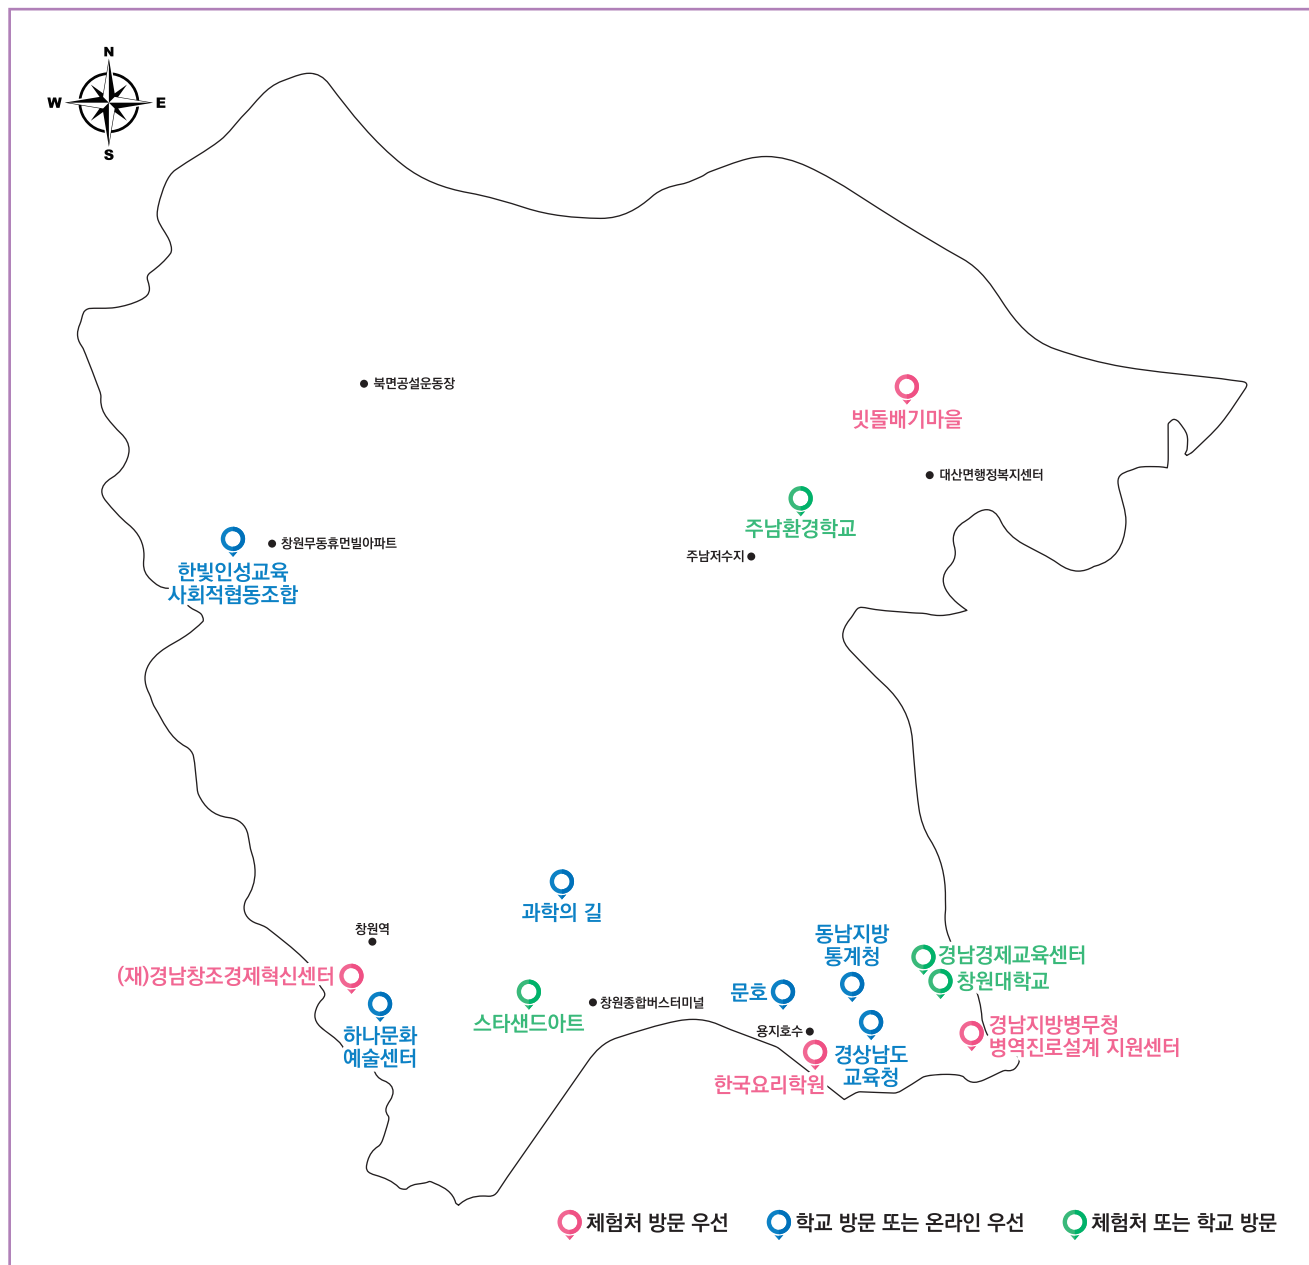 N
W E
S
북면공설운동장
빗돌배기마을
대산면행정복지센터
주남환경학교
주남저수지
창원무동휴먼빌아파트
한빛인성교육
사회적협동조합
과학의 길
창원역
(재)경남창조경제혁신센터
하나문화
예술센터
스타샌드아트
창원종합버스터미널
동남지방
통계청
문호
용지호수
한국요리학원
경상남도
교육청
경남경제교육센터
창원대학교
경남지방병무청
병역진로설계 지원센터
체험처 방문 우선
학교 방문 또는 온라인 우선
체험처 또는 학교 방문